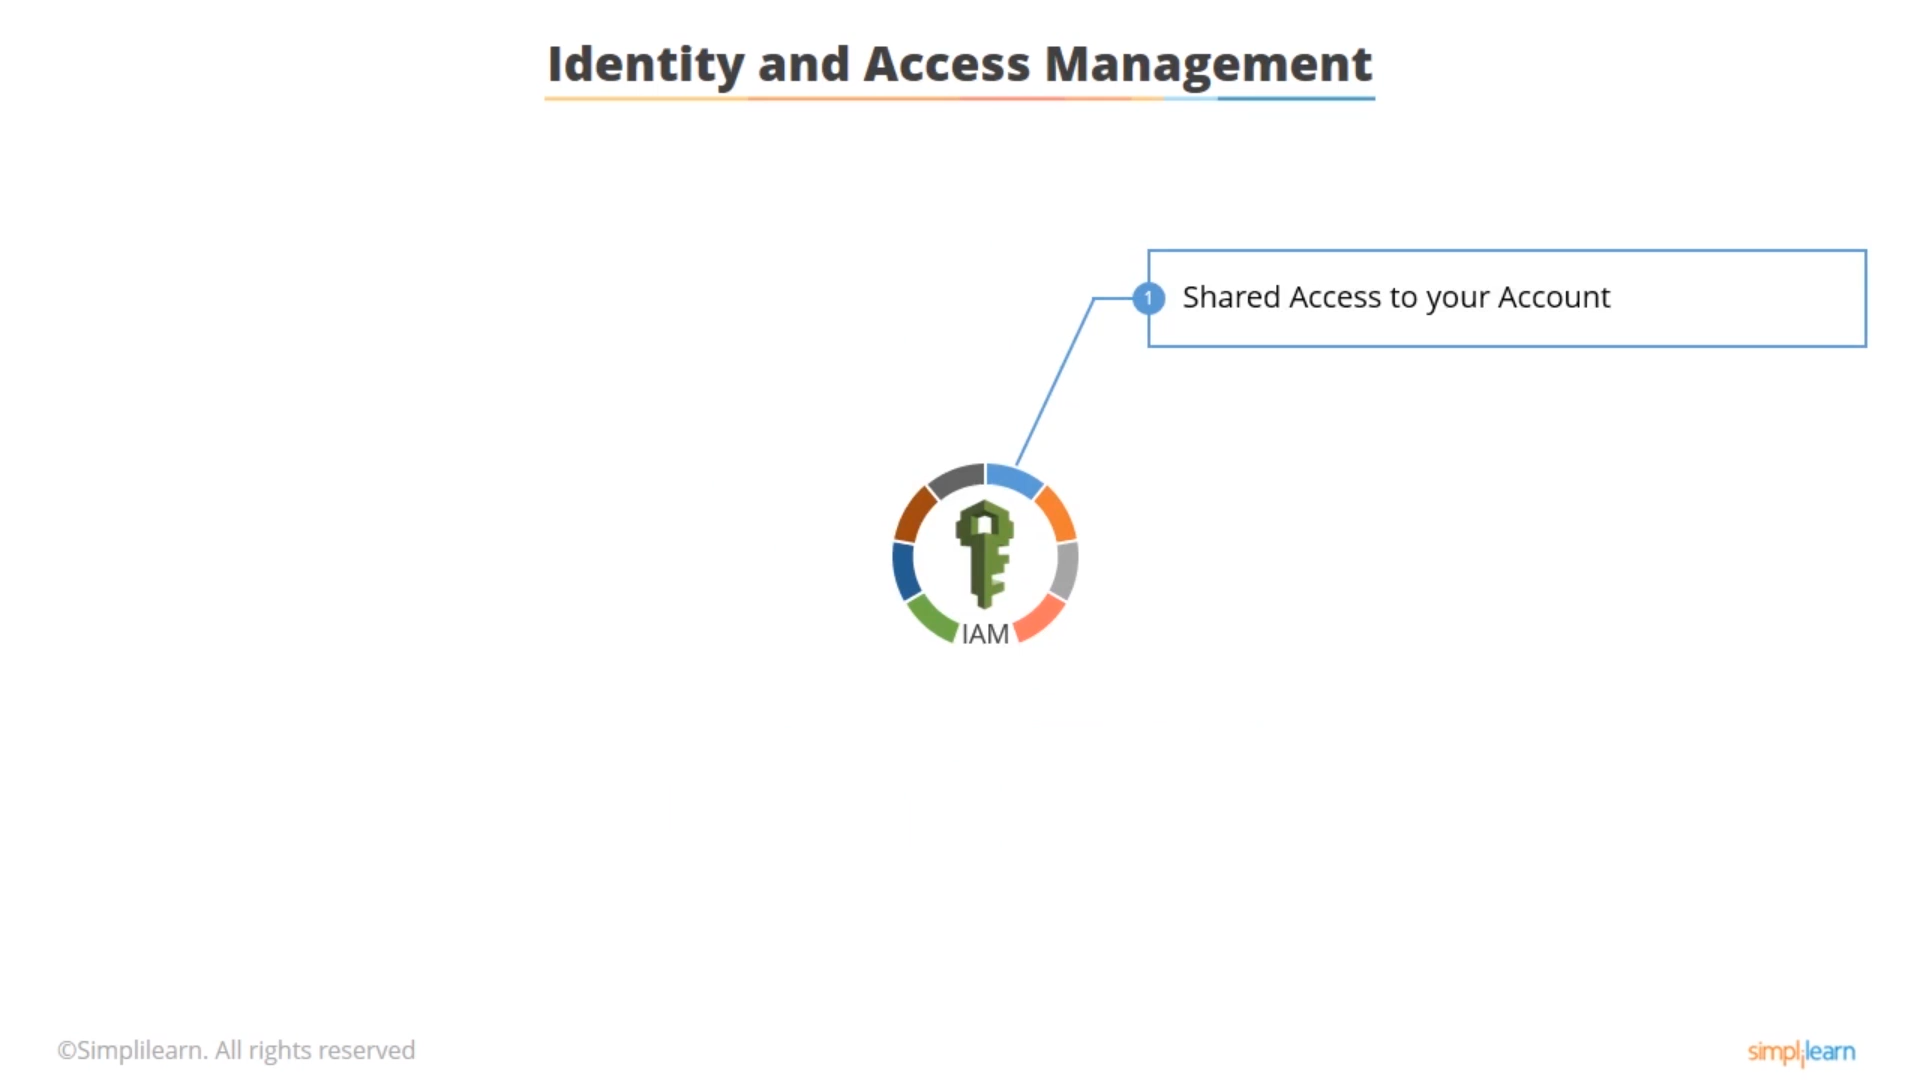 Identity and Access Management
1 Shared Access to your Account
IAM
©Simplilearn. All rights reserved
simplilearn